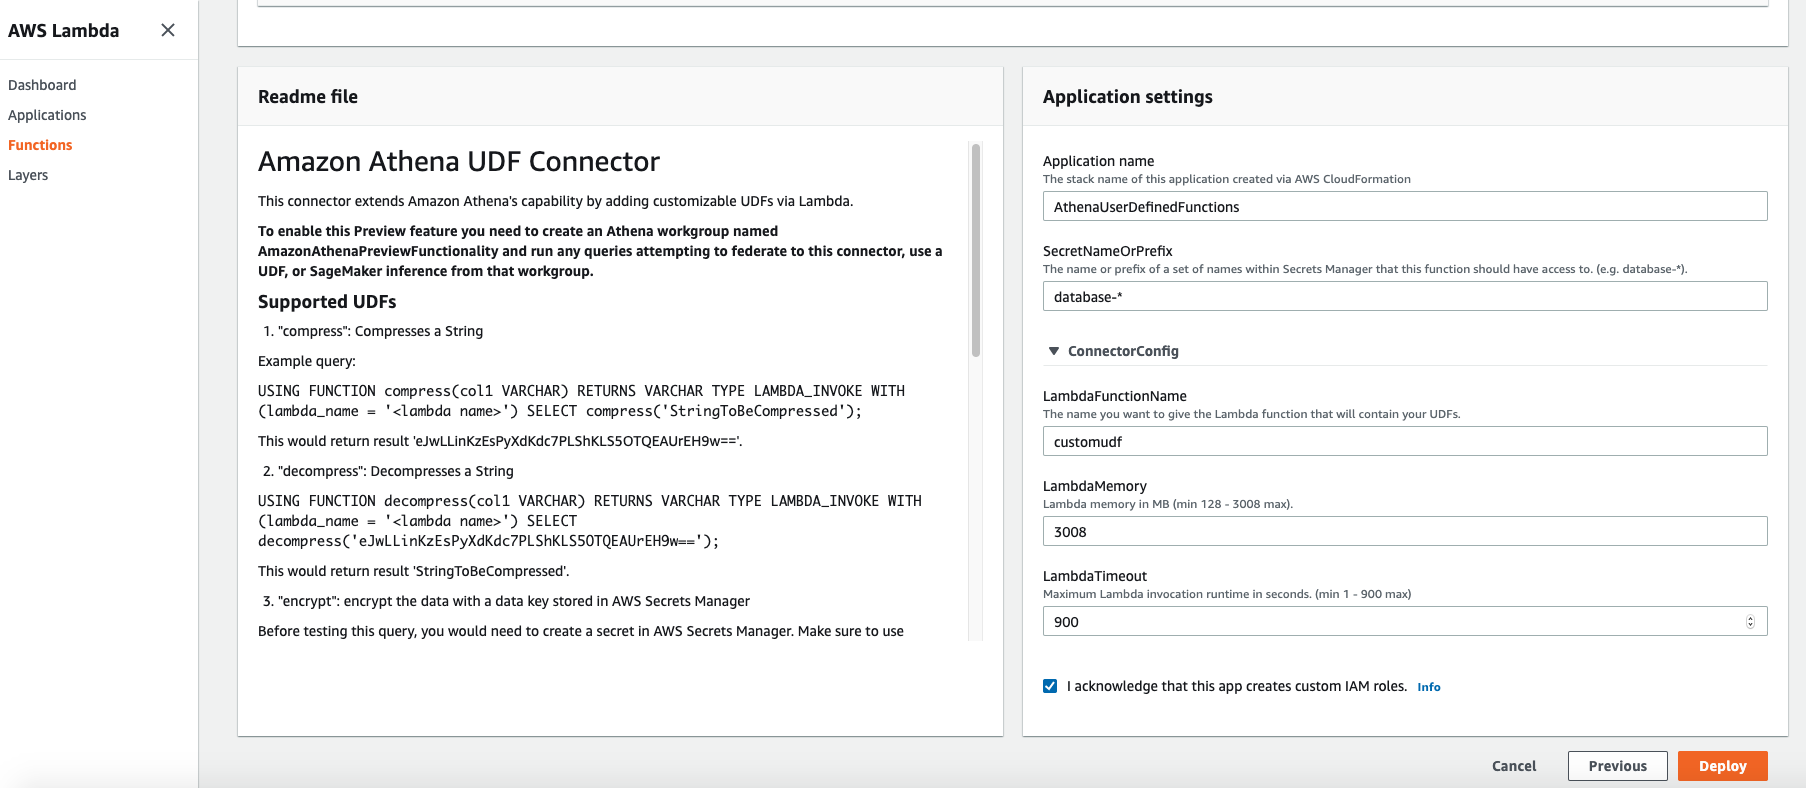 AWS Lambda
Dashboard
Applications
Functions
Layers
Readme file
Amazon Athena UDF Connector
This connector extends Amazon Athena's capability by adding customizable UDFs via Lambda.
To enable this Preview feature you need to create an Athena workgroup named
AmazonAthenaPreviewFunctionality and run any queries attempting to federate to this connector, use a
UDF, or SageMaker inference from that workgroup.
Supported UDFs
1. "compress": Compresses a String
Example query:
USING FUNCTION compress(col1 VARCHAR) RETURNS VARCHAR TYPE LAMBDA_INVOKE WITH
(lambda_name = '<lambda name>') SELECT compress('StringToBeCompressed');
This would return result 'eJwLLinKzEsPyXdKdc7PLShKLS5OTQEAUrEH9w=='.
2. "decompress": Decompresses a String
USING FUNCTION decompress(col1 VARCHAR) RETURNS VARCHAR TYPE LAMBDA_INVOKE WITH
(lambda_name = '<lambda name>') SELECT
decompress('eJwLLinKzEsPyXdKdc7PLShKLS5OTQEAUrEH9w==');
This would return result 'StringToBeCompressed'.
3. "encrypt": encrypt the data with a data key stored in AWS Secrets Manager
Before testing this query, you would need to create a secret in AWS Secrets Manager. Make sure to use
Application settings
Application name
The stack name of this application created via AWS CloudFormation
AthenaUserDefinedFunctions
SecretNameOrPrefix
The name or prefix of a set of names within Secrets Manager that this function should have access to. (e.g. database-*).
database-*
ConnectorConfig
LambdaFunctionName
The name you want to give the Lambda function that will contain your UDFs.
customudf
LambdaMemory
Lambda memory in MB (min 128 - 3008 max).
3008
LambdaTimeout
Maximum Lambda invocation runtime in seconds. (min 1 - 900 max)
900
I acknowledge that this app creates custom IAM roles. Info
Cancel
Previous
Deploy